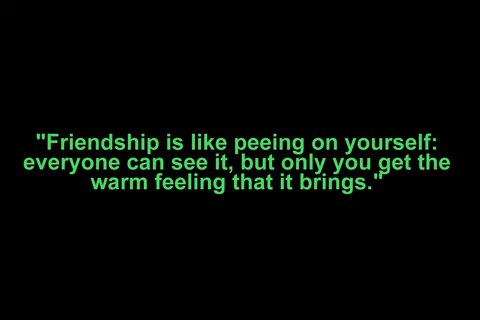 "Friendship is like peeing on yourself:
everyone can see it, but only you get the
warm feeling that it brings."